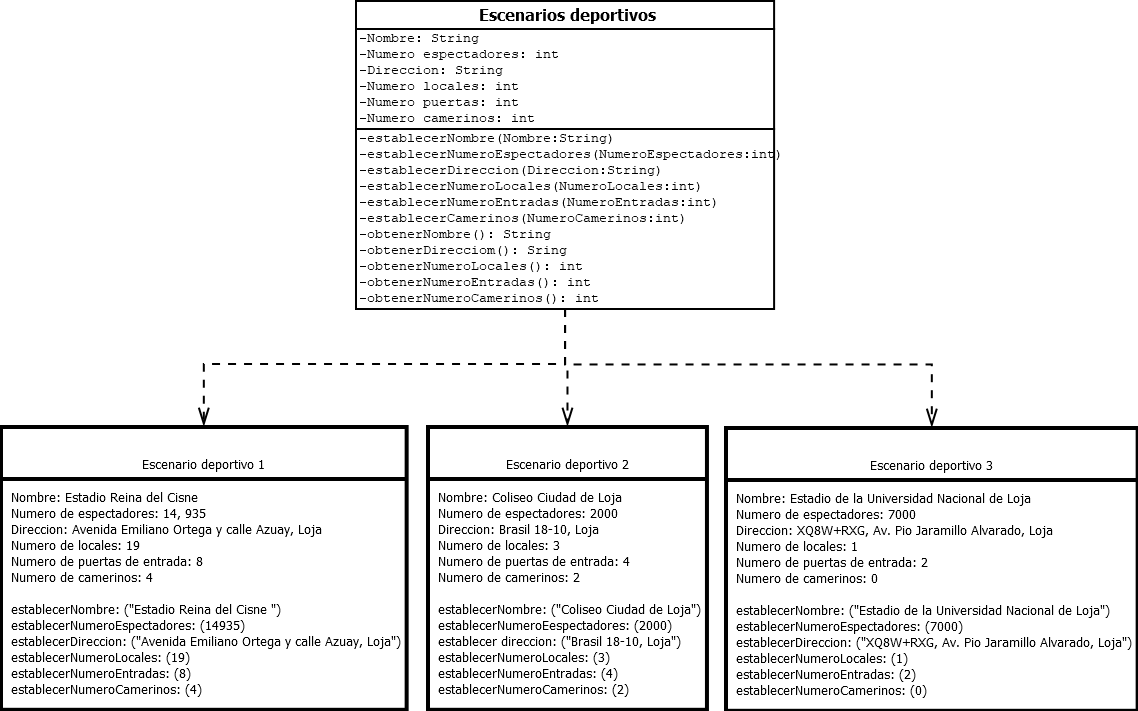 Escenarios deportivos
-Nombre: String
-Numero espectadores: int
-Direccion: String
-Numero locales: int
-Numero puertas: int
-Numero camerinos: int
-establecerNombre(Nombre:String)
-establecerNumeroEspectadores(NumeroEspectadores:int)
-establecerDireccion(Direccion:String)
-establecerNumeroLocales(NumeroLocales:int)
-establecerNumeroEntradas(NumeroEntradas:int)
-establecerCamerinos(NumeroCamerinos:int)
-obtenerNombre(): String
-obtenerDirecciom(): Sring
-obtenerNumeroLocales(): int
-obtenerNumeroEntradas(): int
-obtenerNumeroCamerinos(): int
Escenario deportivo 1
Nombre: Estadio Reina del Cisne
Numero de espectadores: 14, 935
Direccion: Avenida Emiliano Ortega y calle Azuay, Loja
Numero de locales: 19
Numero de puertas de entrada: 8
Numero de camerinos: 4
establecerNombre: ("Estadio Reina del Cisne ")
establecerNumeroEspectadores: (14935)
establecerDireccion: ("Avenida Emiliano Ortega y calle Azuay, Loja")
establecerNumeroLocales: (19)
establecerNumeroEntradas: (8)
establecerNumeroCamerinos: (4)
Escenario deportivo 2
Nombre: Coliseo Ciudad de Loja
Numero de espectadores: 2000
Direccion: Brasil 18-10, Loja
Numero de locales: 3
Numero de puertas de entrada: 4
Numero de camerinos: 2
establecerNombre: ("Coliseo Ciudad de Loja")
establecerNumeroEespectadores: (2000)
establecer direccion: ("Brasil 18-10, Loja")
establecerNumeroLocales: (3)
establecerNumeroEntradas: (4)
establecerNumeroCamerinos: (2)
Escenario deportivo 3
Nombre: Estadio de la Universidad Nacional de Loja
Numero de espectadores: 7000
Direccion: XQ8W+RXG, Av. Pio Jaramillo Alvarado, Loja
Numero de locales: 1
Numero de puertas de entrada: 2
Numero de camerinos: 0
establecerNombre: ("Estadio de la Universidad Nacional de Loja")
establecerNumeroEspectadores: (7000)
establecerDireccion: ("XQ8W+RXG, Av. Pio Jaramillo Alvarado, Loja")
establecerNumeroLocales: (1)
establecerNumeroEntradas: (2)
establecerNumeroCamerinos: (0)